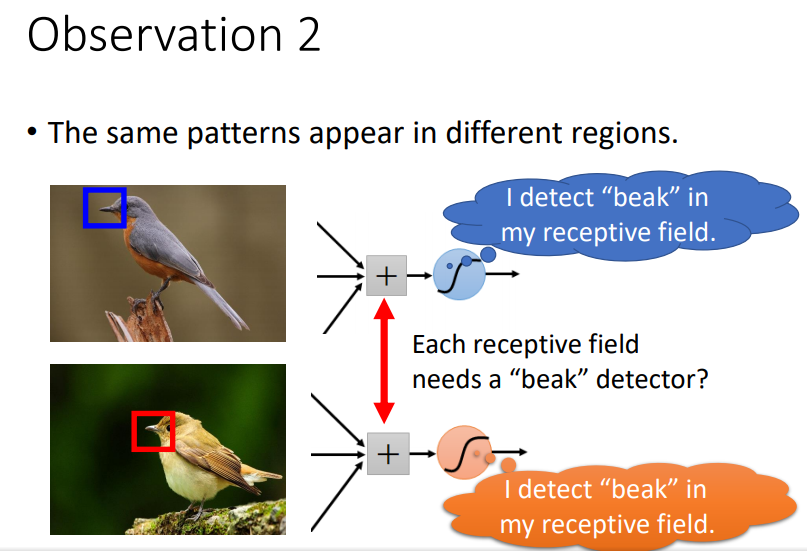 Observation 2
• The same patterns appear in different regions.
I detect “beak” in
my receptive field.
+
Each receptive field
needs a “beak” detector?
+
I detect “beak” in
my receptive field.